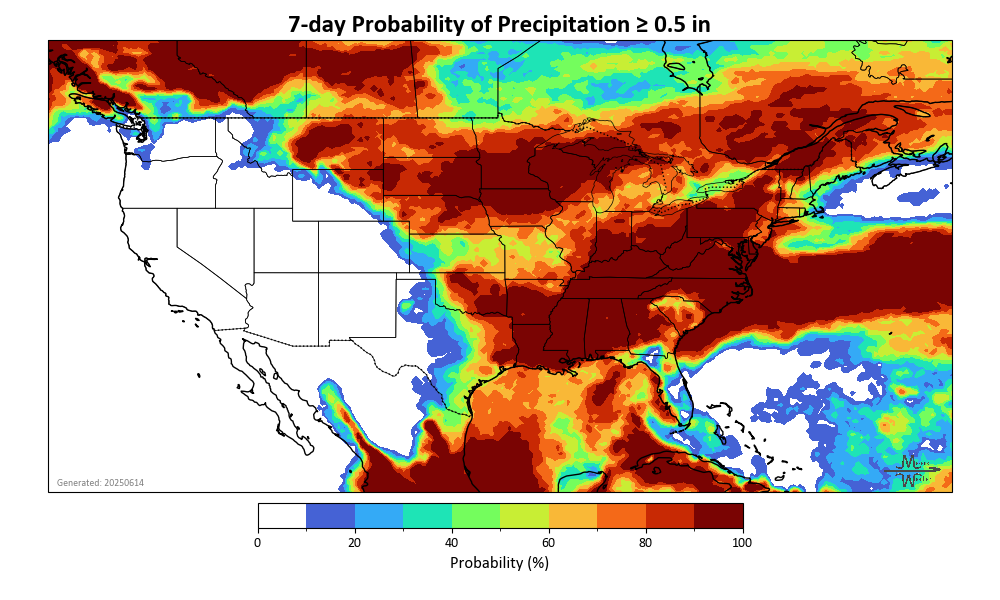 7-day Probability of Precipitation ≥ 0.5 in
Generated: 20250614
0 20 40 60 80 100
Probability (%)